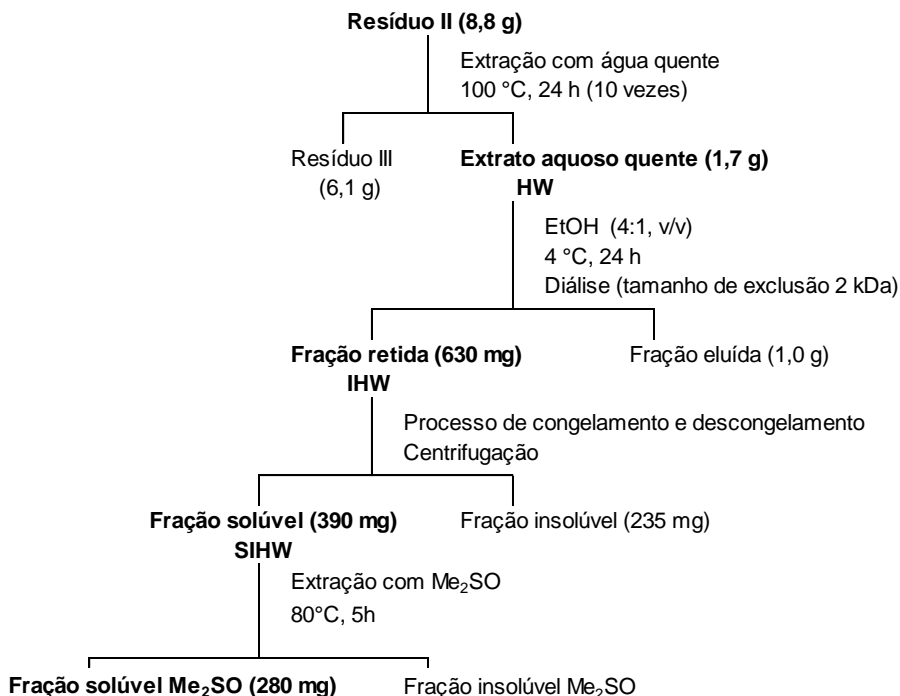 Resíduo II (8,8 g)
Extração com água quente
100 °C, 24 h (10 vezes)
Resíduo III
(6,1 g)
Extrato aquoso quente (1,7 g)
HW
EtOH (4:1, v/v)
4 °C, 24 h
Diálise (tamanho de exclusão 2 kDa)
Fração retida (630 mg)
IHW
Fração eluída (1,0 g)
Processo de congelamento e descongelamento
Centrifugação
Fração solúvel (390 mg)
SIHW
Fração insolúvel (235 mg)
Extração com Me₂SO
80°C, 5h
Fração solúvel Me₂SO (280 mg)
Fração insolúvel Me₂SO